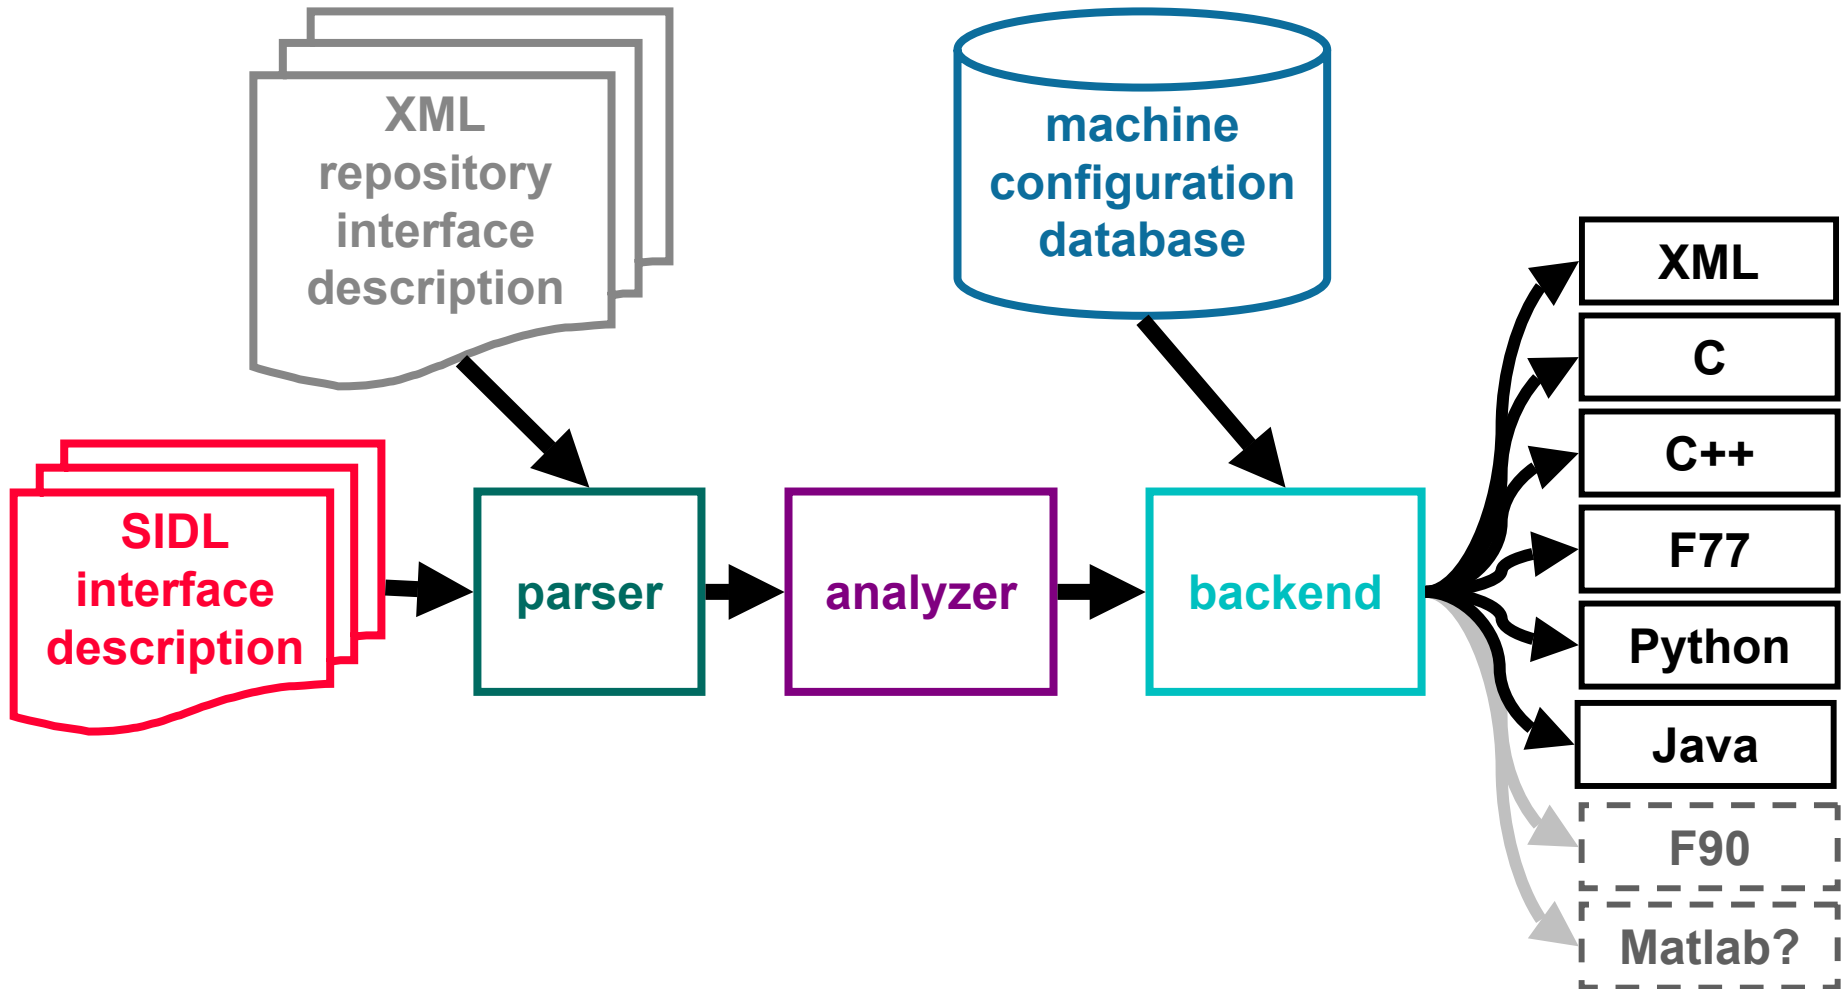 XML
repository
interface
description
machine
configuration
database
SIDL
interface
description
parser
analyzer
backend
XML
C
C++
F77
Python
Java
F90
Matlab?